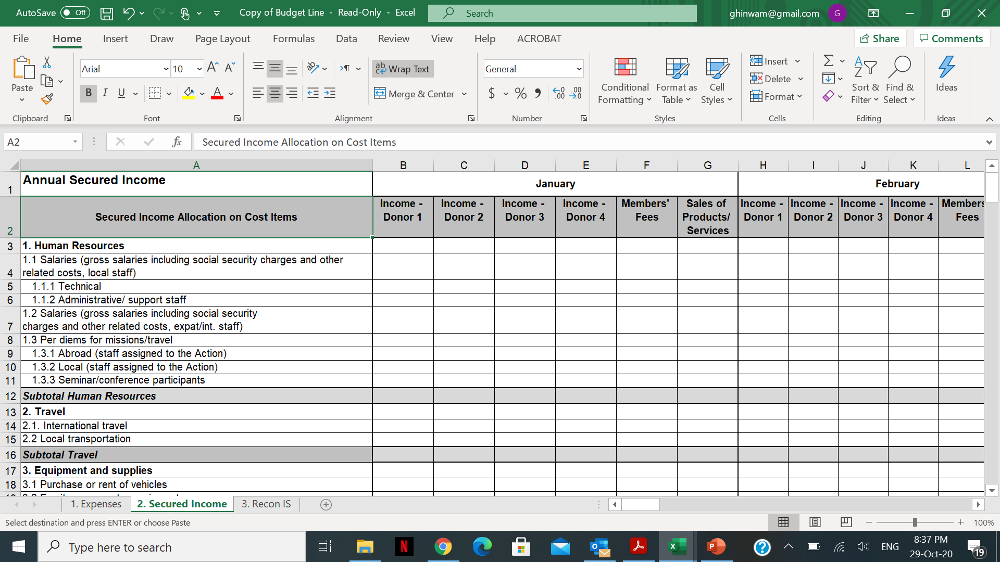 AutoSave Off
Copy of Budget Line - Read-Only - Excel
Search
ghinwam@gmail.com G
File Home Insert Draw Page Layout Formulas Data Review View Help ACROBAT
Share Comments
Paste
Clipboard
Arial 10
B I U
Font
Wrap Text
Merge & Center
Alignment
General
$ %
Number
Conditional Formatting
Format as Table
Cell Styles
Styles
Insert
Delete
Format
Cells
Sort & Filter
Find & Select
Editing
Ideas
Ideas
A2 fx Secured Income Allocation on Cost Items
A B C D E F G H I J K L
1 Annual Secured Income January February
2 Secured Income Allocation on Cost Items
Income - Donor 1
Income - Donor 2
Income - Donor 3
Income - Donor 4
Members' Fees
Sales of Products/ Services
Income - Donor 1
Income - Donor 2
Income - Donor 3
Income - Donor 4
Members Fees
3 1. Human Resources
4 1.1 Salaries (gross salaries including social security charges and other
related costs, local staff)
5 1.1.1 Technical
6 1.1.2 Administrative/ support staff
7 1.2 Salaries (gross salaries including social security
charges and other related costs, expat/int. staff)
8 1.3 Per diems for missions/travel
9 1.3.1 Abroad (staff assigned to the Action)
10 1.3.2 Local (staff assigned to the Action)
11 1.3.3 Seminar/conference participants
12 Subtotal Human Resources
13 2. Travel
14 2.1. International travel
15 2.2 Local transportation
16 Subtotal Travel
17 3. Equipment and supplies
18 3.1 Purchase or rent of vehicles
1. Expenses 2. Secured Income 3. Recon IS
Select destination and press ENTER or choose Paste
100%
Type here to search
ENG
8:37 PM
29-Oct-20
19